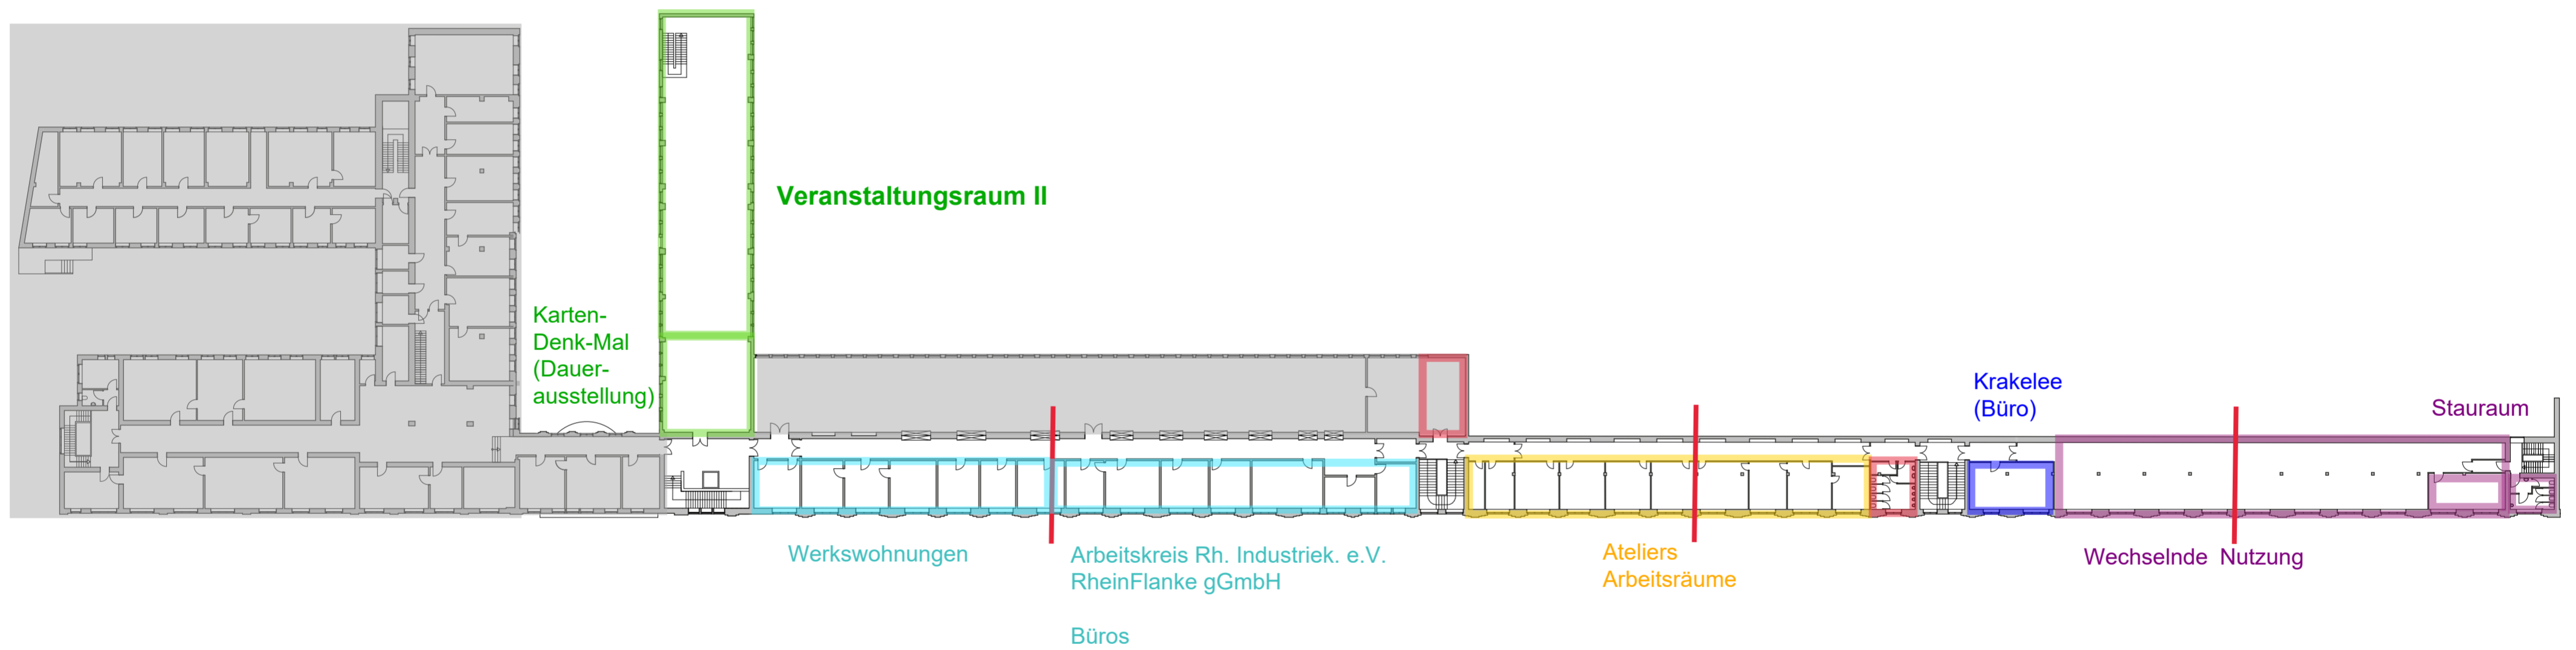 Veranstaltungsraum II
Karten-
Denk-Mal
(Dauer-
ausstellung)
Krakelee
(Büro)
Stauraum
Werkswohnungen
Arbeitskreis Rh. Industriek. e.V.
RheinFlanke gGmbH
Büros
Ateliers
Arbeitsräume
Wechselnde Nutzung